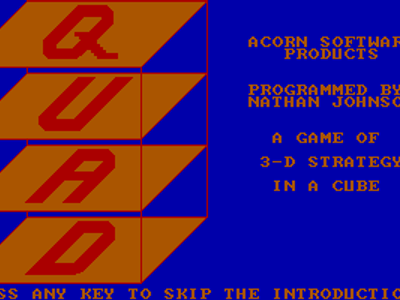 Q
U
A
D
ACORN SOFTWAR
PRODUCTS
PROGRAMMED BY
NATHAN JOHNSO
A GAME OF
3-D STRATEGY
IN A CUBE
SS ANY KEY TO SKIP THE INTRODUCTION